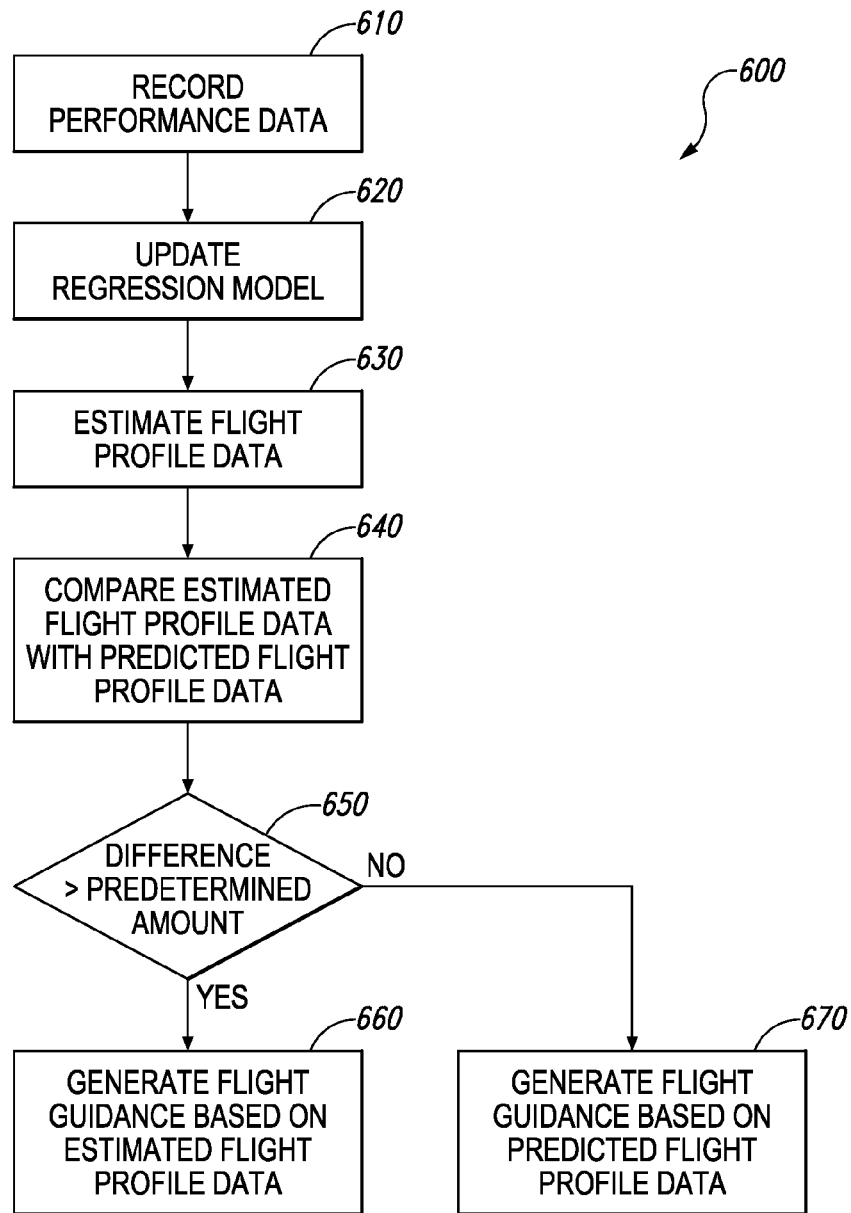 610
RECORD
PERFORMANCE DATA
600
620
UPDATE
REGRESSION MODEL
630
ESTIMATE FLIGHT
PROFILE DATA
640
COMPARE ESTIMATED
FLIGHT PROFILE DATA
WITH PREDICTED FLIGHT
PROFILE DATA
650
DIFFERENCE
> PREDETERMINED
AMOUNT
NO
YES
660
GENERATE FLIGHT
GUIDANCE BASED ON
ESTIMATED FLIGHT
PROFILE DATA
670
GENERATE FLIGHT
GUIDANCE BASED ON
PREDICTED FLIGHT
PROFILE DATA